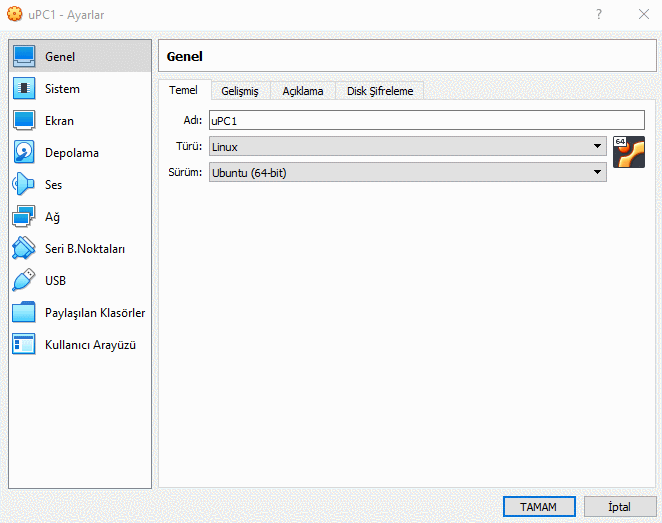 uPC1 - Ayarlar
?
Genel
Sistem
Ekran
Depolama
Ses
Ağ
Seri B.Noktaları
USB
Paylaşılan Klasörler
Kullanıcı Arayüzü
Genel
Temel Gelişmiş Açıklama Disk Şifreleme
Adı: uPC1
Türü: Linux
64
Sürüm: Ubuntu (64-bit)
TAMAM İptal